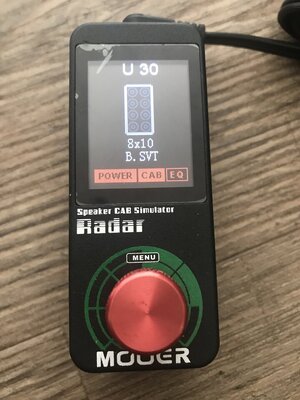 U 30
8x10
B. SVT
POWER CAB EQ
Speaker CAB Simulator
Radar
MENU
MOOER